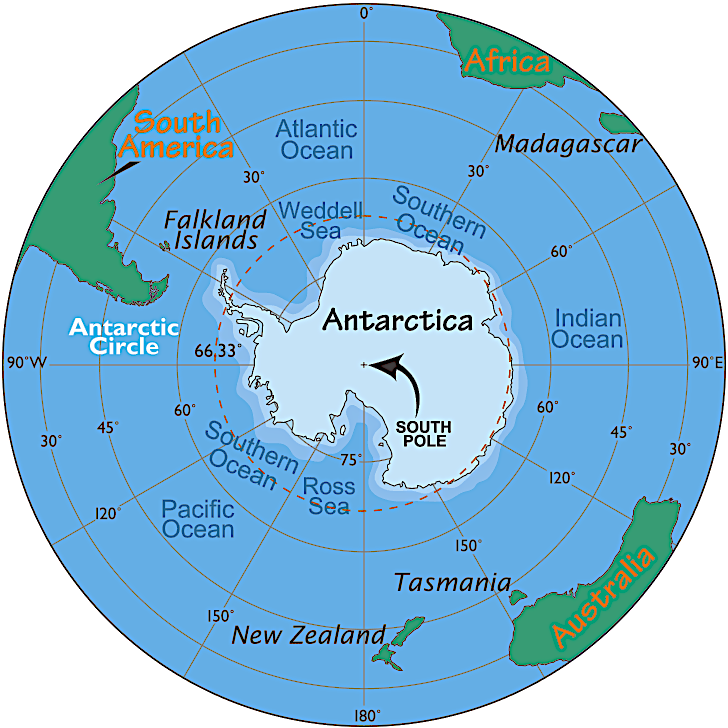 0°
Africa
South
America
Atlantic
Ocean
Madagascar
30°
30°
Weddell
Sea
Southern
Ocean
Falkland
Islands
60°
Antarctica
Indian
Ocean
Antarctic
Circle
66,33°
90°W
90°E
60°
60°
SOUTH
POLE
30°
45°
45°
30°
Southern
Ocean
75°
Ross
Sea
120°
120°
Pacific
Ocean
150°
Tasmania
Australia
150°
New Zealand
180°